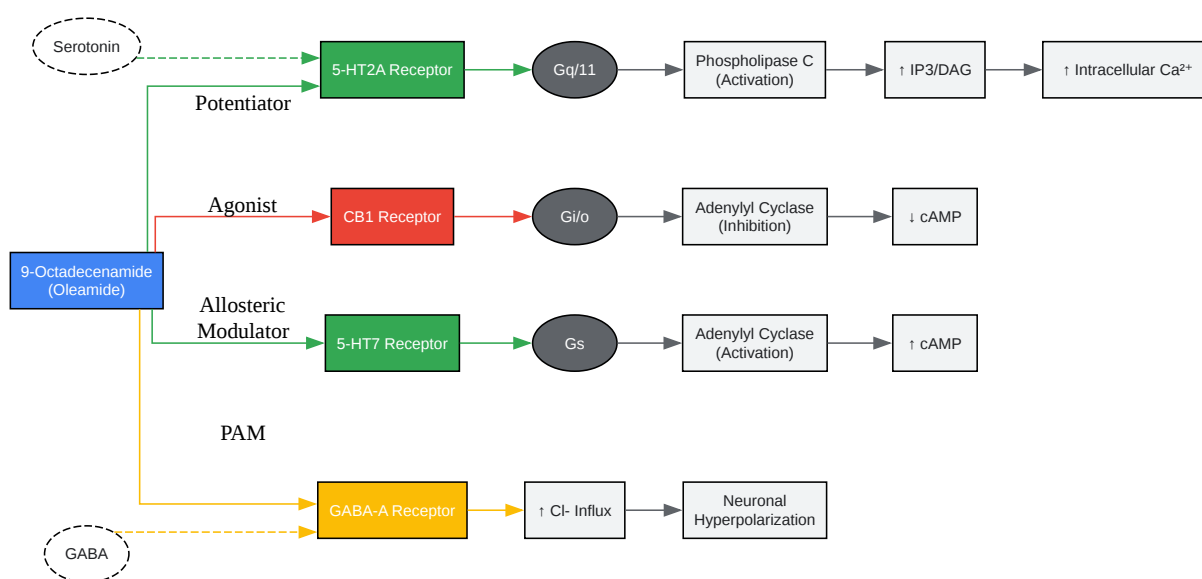 Serotonin
5-HT2A Receptor
Gq/11
Phospholipase C
(Activation)
↑ IP3/DAG
↑ Intracellular Ca²⁺
Potentiator
Agonist
CB1 Receptor
Gi/o
Adenylyl Cyclase
(Inhibition)
↓ cAMP
9-Octadecenamide
(Oleamide)
Allosteric
Modulator
5-HT7 Receptor
Gs
Adenylyl Cyclase
(Activation)
↑ cAMP
PAM
GABA-A Receptor
↑ Cl- Influx
Neuronal
Hyperpolarization
GABA